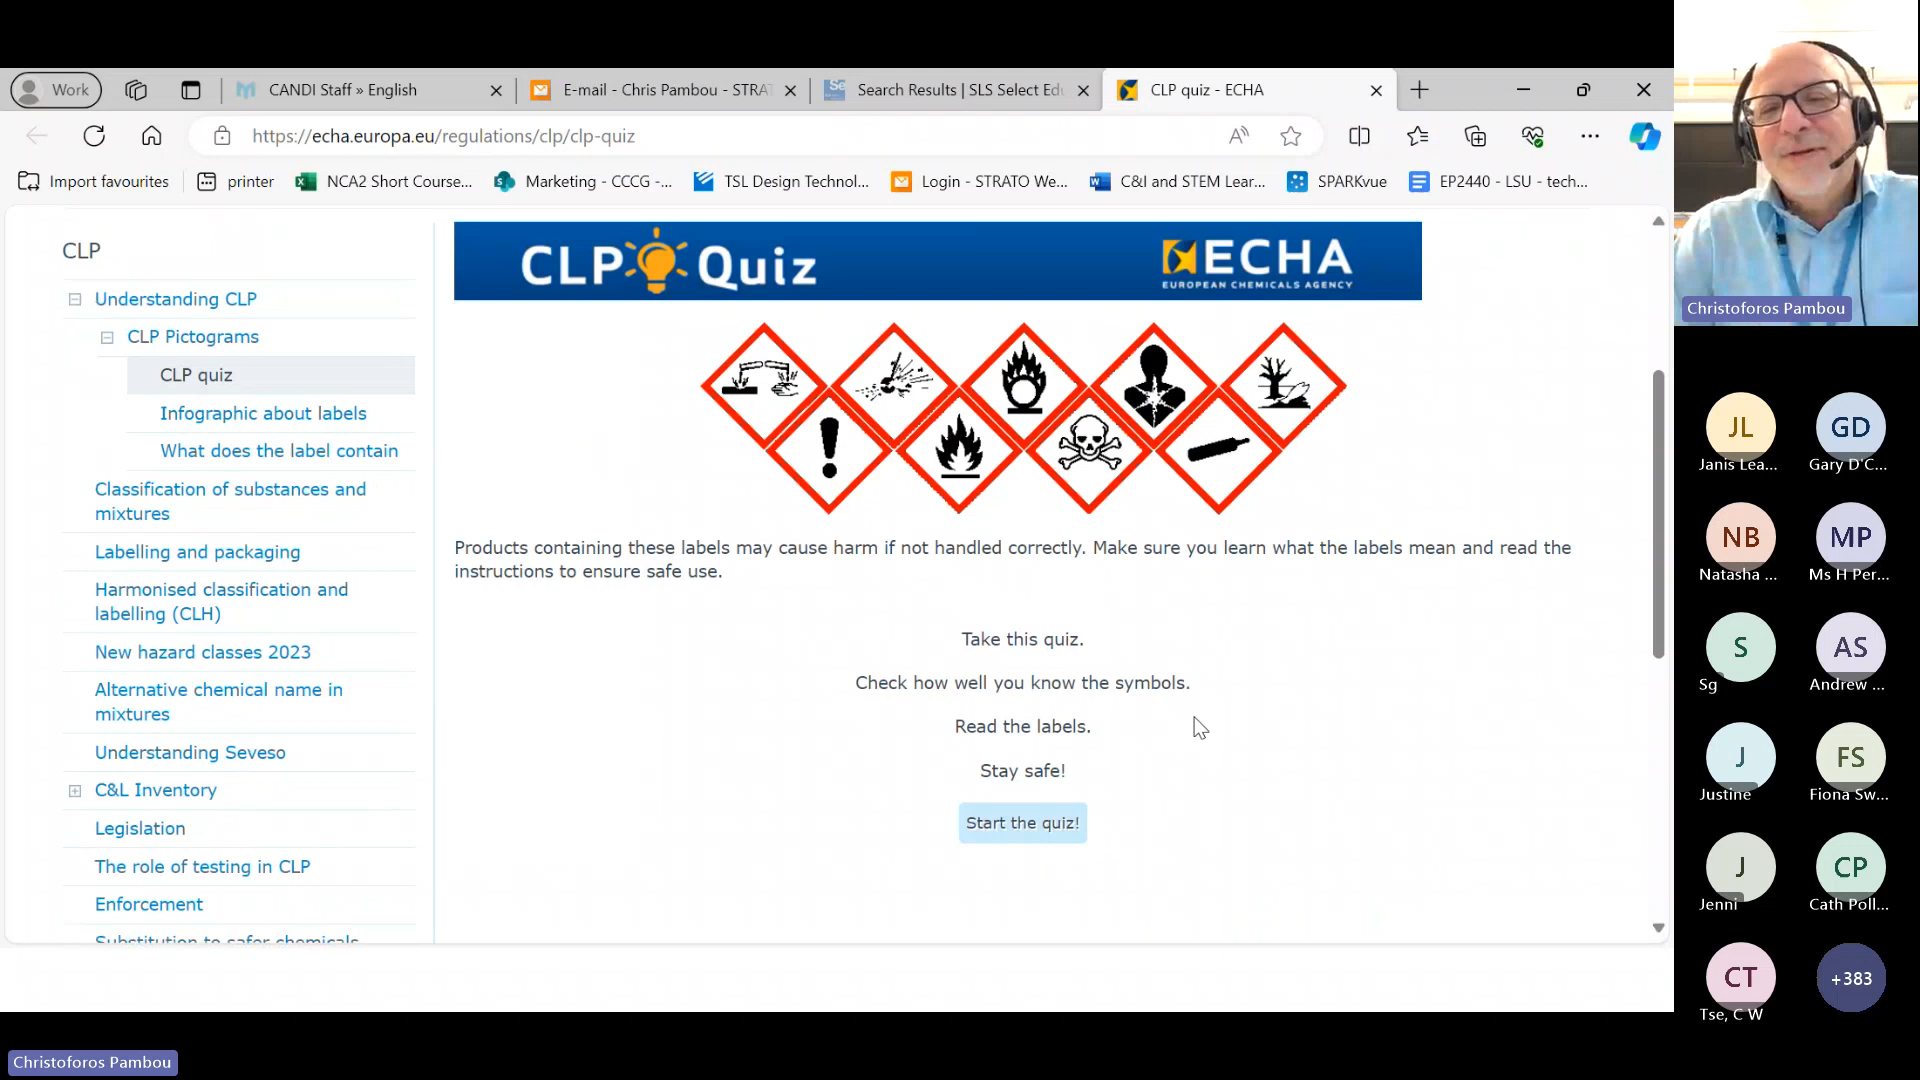 Work
CANDI Staff » English
E-mail - Chris Pambou - STRA
Search Results | SLS Select Edu
CLP quiz - ECHA
https://echa.europa.eu/regulations/clp/clp-quiz
Import favourites
printer
NCA2 Short Course...
Marketing - CCCG -...
TSL Design Technol...
Login - STRATO We...
C&I and STEM Lear...
SPARKvue
EP2440 - LSU - tech...
CLP
Understanding CLP
CLP Pictograms
CLP quiz
Infographic about labels
What does the label contain
Classification of substances and
mixtures
Labelling and packaging
Harmonised classification and
labelling (CLH)
New hazard classes 2023
Alternative chemical name in
mixtures
Understanding Seveso
C&L Inventory
Legislation
The role of testing in CLP
Enforcement
Substitution to safer chemicals
CLP Quiz
ECHA
EUROPEAN CHEMICALS AGENCY
Products containing these labels may cause harm if not handled correctly. Make sure you learn what the labels mean and read the
instructions to ensure safe use.
Take this quiz.
Check how well you know the symbols.
Read the labels.
Stay safe!
Start the quiz!
Christoforos Pambou
JL
Janis Lea...
GD
Gary D'C...
NB
Natasha ...
MP
Ms H Per...
S
Sg
AS
Andrew ...
J
Justine
FS
Fiona Sw...
J
Jenni
CP
Cath Poll...
CT
Tse, C W
+383
Christoforos Pambou